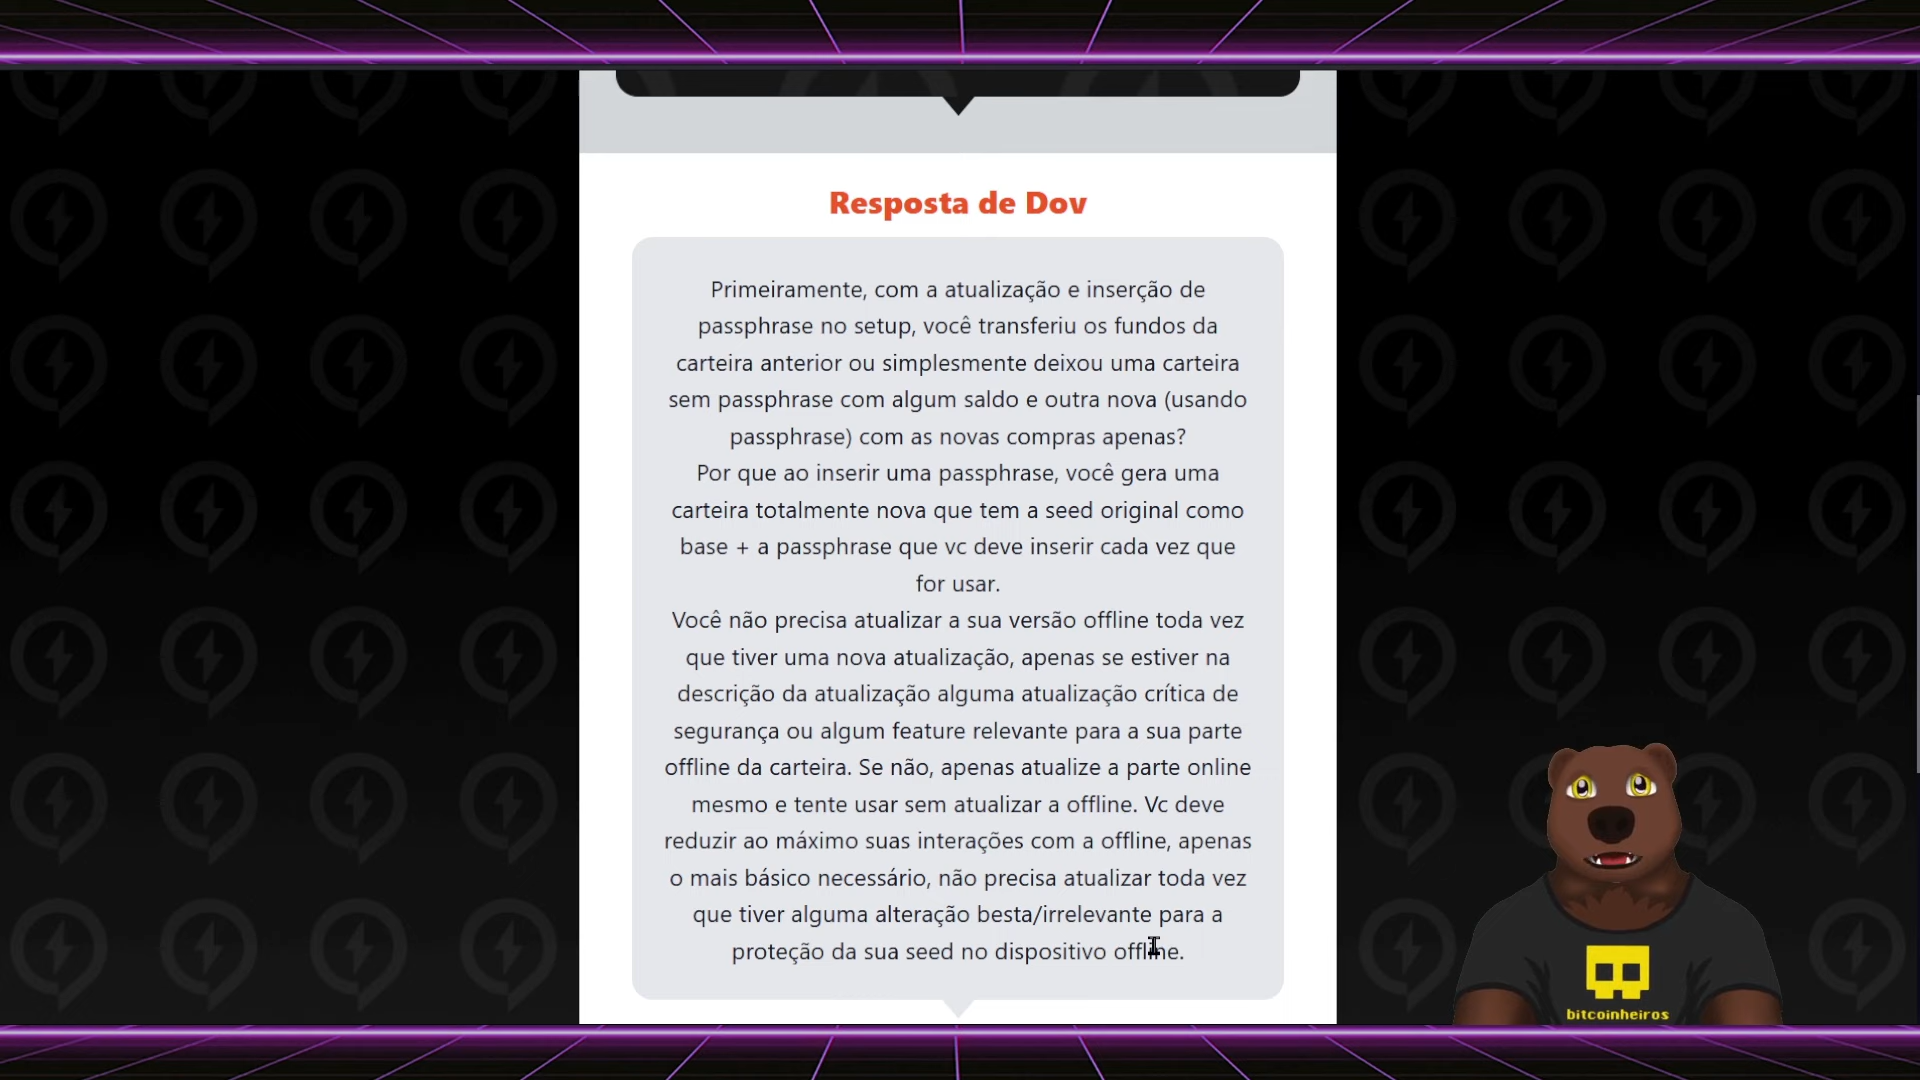 Resposta de Dov
Primeiramente, com a atualização e inserção de
passphrase no setup, você transferiu os fundos da
carteira anterior ou simplesmente deixou uma carteira
sem passphrase com algum saldo e outra nova (usando
passphrase) com as novas compras apenas?
Por que ao inserir uma passphrase, você gera uma
carteira totalmente nova que tem a seed original como
base + a passphrase que vc deve inserir cada vez que
for usar.
Você não precisa atualizar a sua versão offline toda vez
que tiver uma nova atualização, apenas se estiver na
descrição da atualização alguma atualização crítica de
segurança ou algum feature relevante para a sua parte
offline da carteira. Se não, apenas atualize a parte online
mesmo e tente usar sem atualizar a offline. Vc deve
reduzir ao máximo suas interações com a offline, apenas
o mais básico necessário, não precisa atualizar toda vez
que tiver alguma alteração besta/irrelevante para a
proteção da sua seed no dispositivo offline.
bitcoinheiros